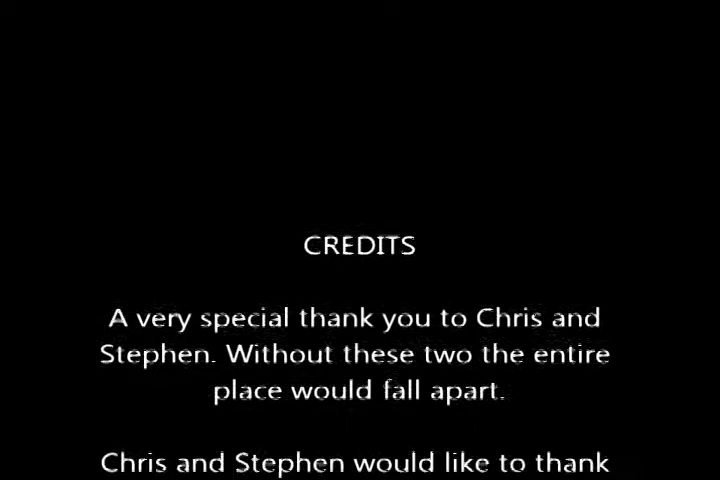 CREDITS
A very special thank you to Chris and
Stephen. Without these two the entire
place would fall apart.
Chris and Stephen would like to thank